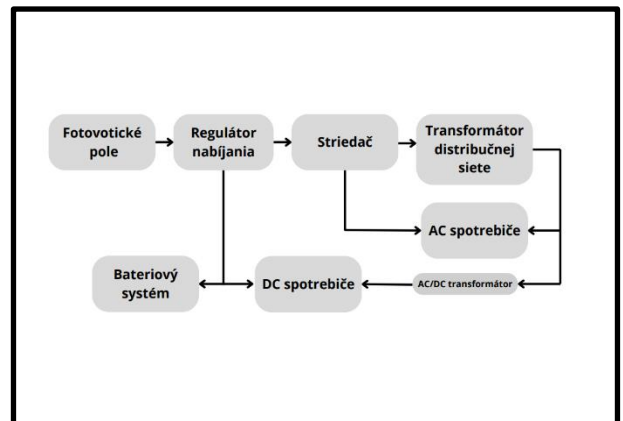 Fotovotické
pole
Regulátor
nabíjania
Striedač
Transformátor
distribučnej
siete
AC spotrebiče
Bateriový
systém
DC spotrebiče
AC/DC transformátor